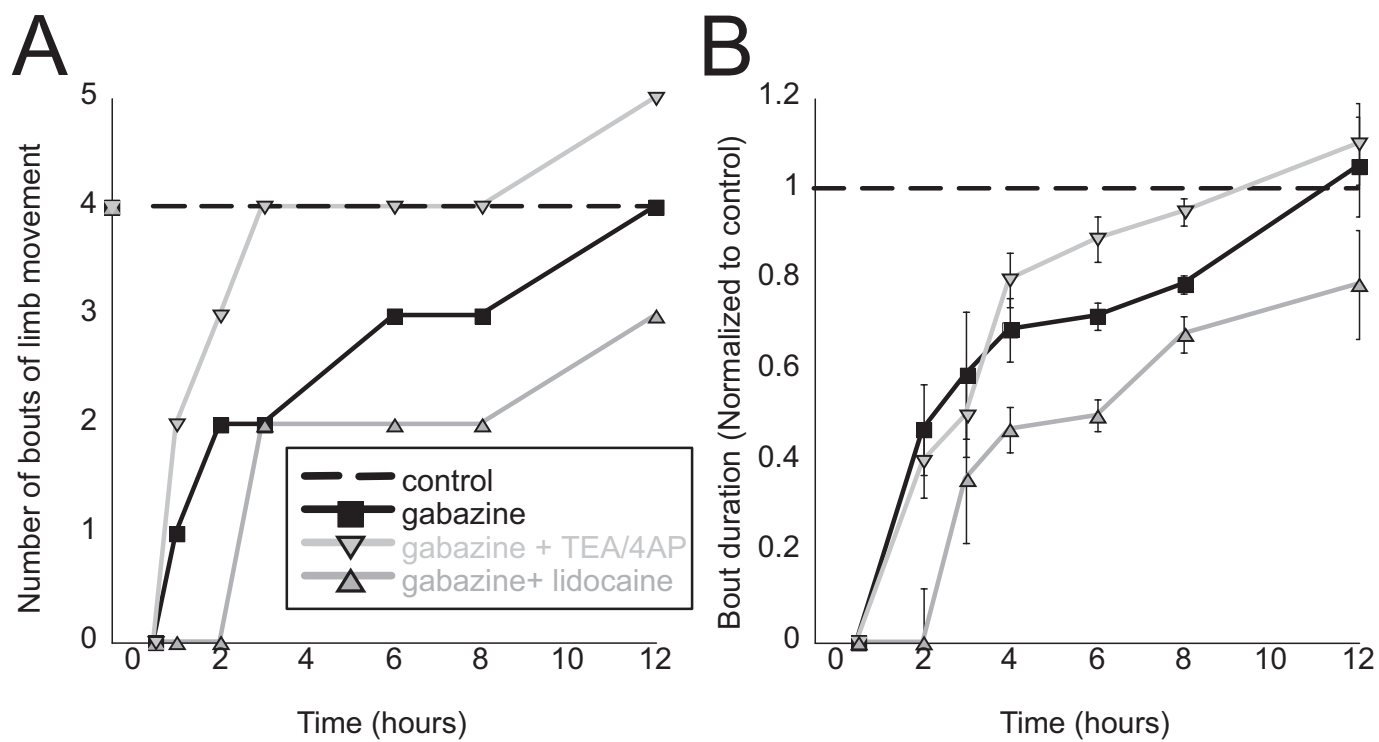 A
Number of bouts of limb movement
5
4
3
2
1
0
0 2 4 6 8 10 12
Time (hours)
control
gabazine
gabazine + TEA/4AP
gabazine+ lidocaine
B
Bout duration (Normalized to control)
1.2
1
0.8
0.6
0.4
0.2
0
0 2 4 6 8 10 12
Time (hours)